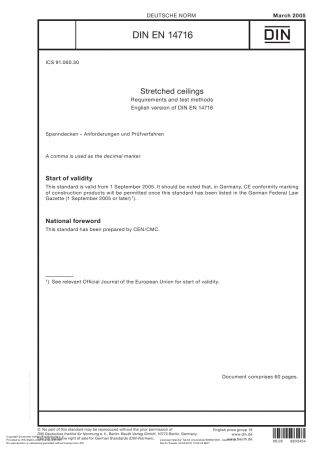 DEUTSCHE NORM
March 2005
DIN EN 14716
DIN
ICS 91.060.30
Stretched ceilings
Requirements and test methods
English version of DIN EN 14716
Spanndecken – Anforderungen und Prüfverfahren
A comma is used as the decimal marker.
Start of validity
This standard is valid from 1 September 2005. It should be noted that, in Germany, CE conformity marking
of construction products will be permitted once this standard has been listed in the German Federal Law
Gazette (1 September 2005 or later)¹).
National foreword
This standard has been prepared by CEN/CMC.
¹) See relevant Official Journal of the European Union for start of validity.
Document comprises 60 pages.
© No part of this standard may be reproduced without the prior permission of
DIN Deutsches Institut für Normung e. V., Berlin. Beuth Verlag GmbH, 10772 Berlin, Germany,
right of sale for German Standards (DIN-Normen).
English price group
www.din.de
www.beuth.de